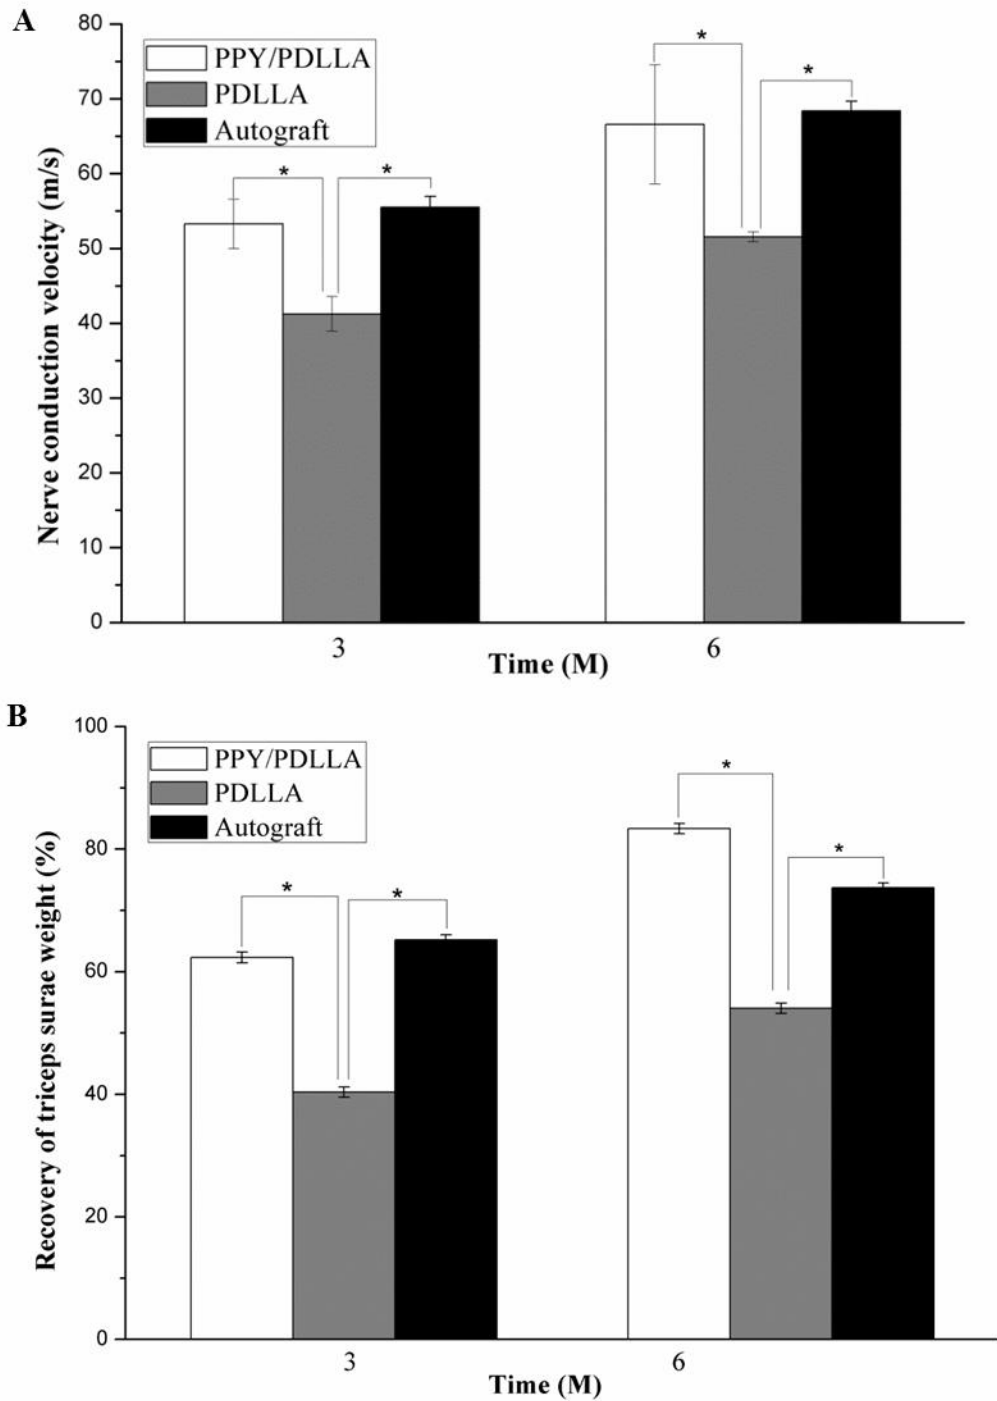 A
80
70
60
50
40
30
20
10
0
Nerve conduction velocity (m/s)
PPY/PDLLA
PDLLA
Autograft
* *
* *
3 6
Time (M)
B
100
80
60
40
20
0
Recovery of triceps surae weight (%)
PPY/PDLLA
PDLLA
Autograft
* *
* *
3 6
Time (M)